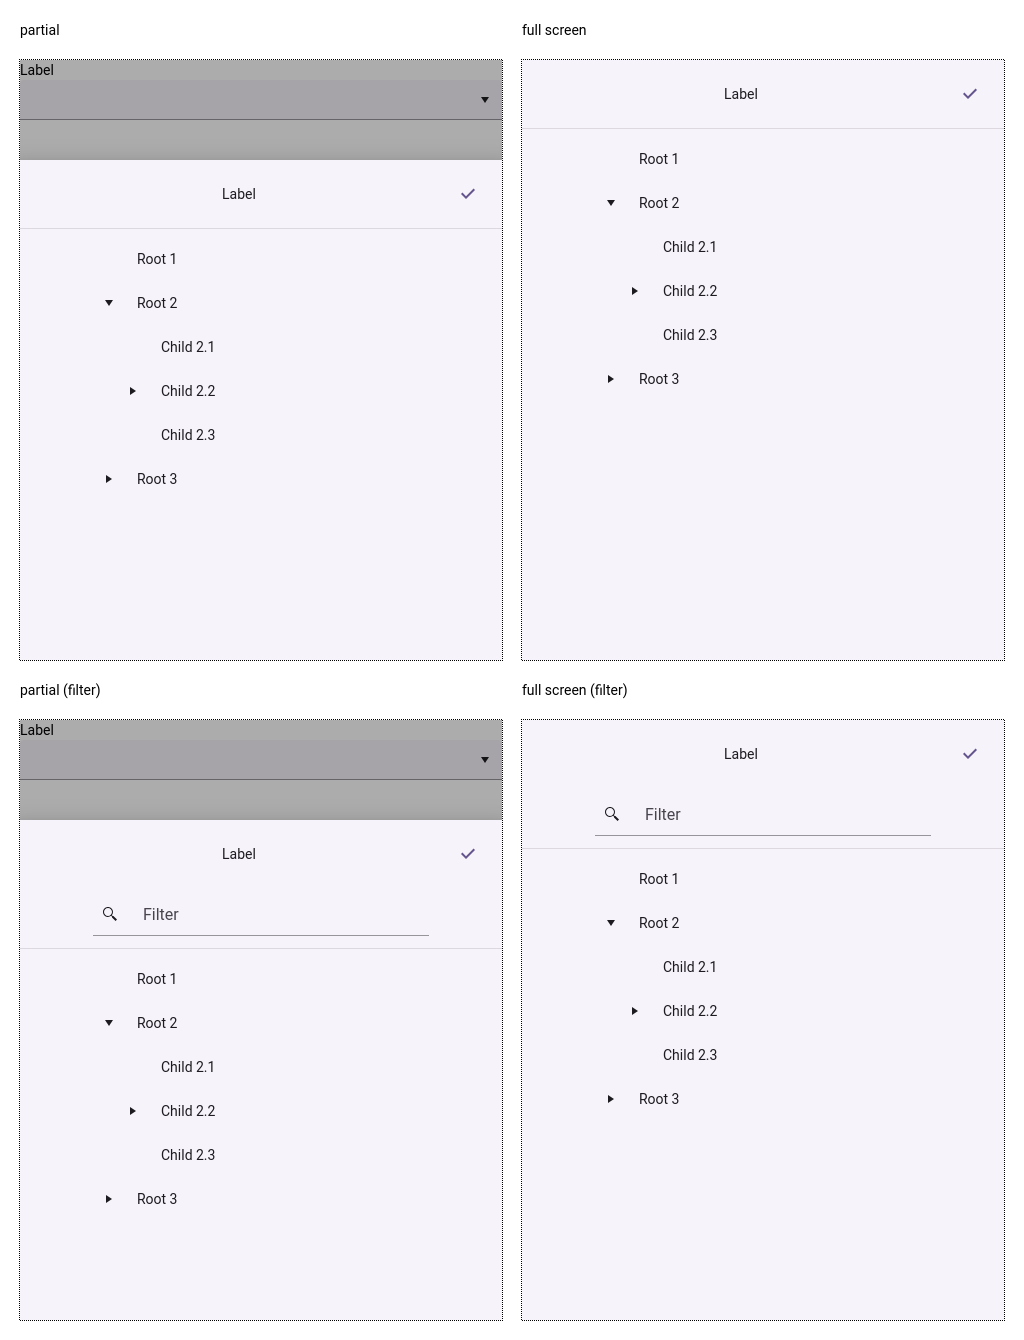 partial
Label
Label
Root 1
Root 2
Child 2.1
Child 2.2
Child 2.3
Root 3
full screen
Label
Root 1
Root 2
Child 2.1
Child 2.2
Child 2.3
Root 3
partial (filter)
Label
Label
Filter
Root 1
Root 2
Child 2.1
Child 2.2
Child 2.3
Root 3
full screen (filter)
Label
Filter
Root 1
Root 2
Child 2.1
Child 2.2
Child 2.3
Root 3